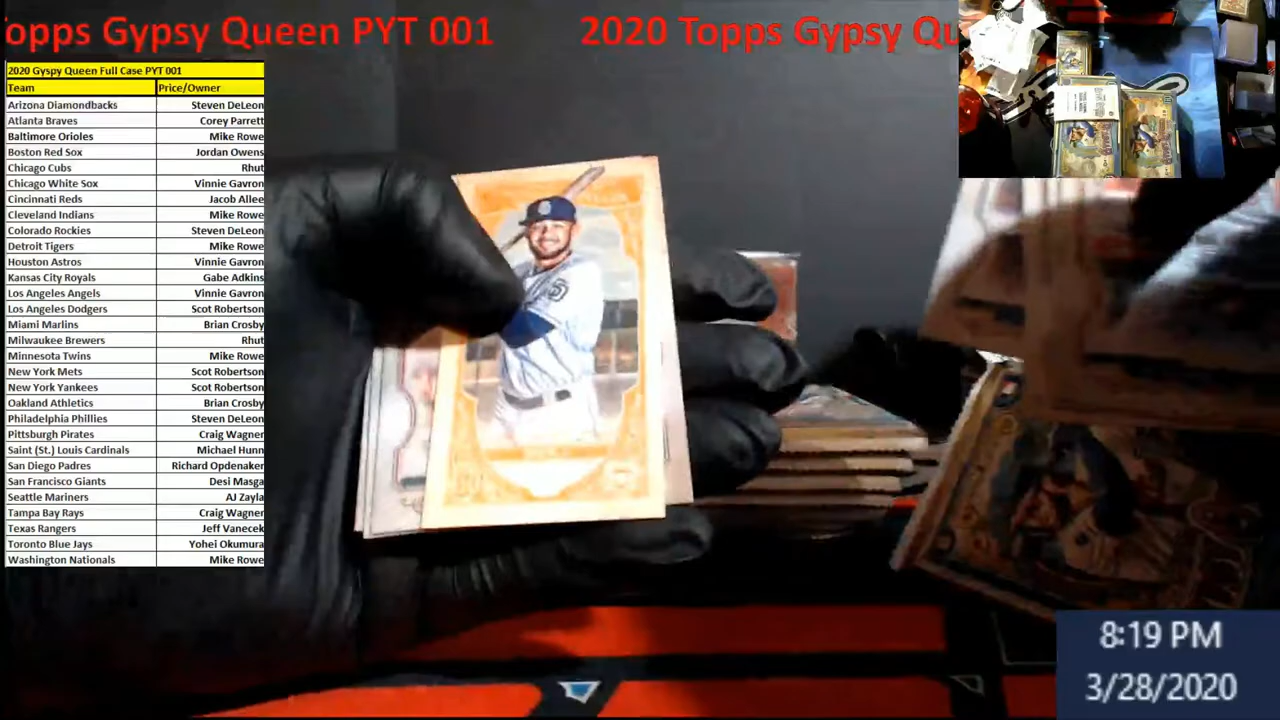 opps Gypsy Queen PYT 001 2020 Topps Gypsy Qu
2020 Gyspy Queen Full Case PYT 001
Team Price/Owner
Arizona Diamondbacks Steven DeLeon
Atlanta Braves Corey Parrett
Baltimore Orioles Mike Rowe
Boston Red Sox Jordan Owens
Chicago Cubs Rhut
Chicago White Sox Vinnie Gavron
Cincinnati Reds Jacob Allee
Cleveland Indians Mike Rowe
Colorado Rockies Steven DeLeon
Detroit Tigers Mike Rowe
Houston Astros Vinnie Gavron
Kansas City Royals Gabe Adkins
Los Angeles Angels Vinnie Gavron
Los Angeles Dodgers Scot Robertson
Miami Marlins Brian Crosby
Milwaukee Brewers Rhut
Minnesota Twins Mike Rowe
New York Mets Scot Robertson
New York Yankees Scot Robertson
Oakland Athletics Brian Crosby
Philadelphia Phillies Steven DeLeon
Pittsburgh Pirates Craig Wagner
Saint (St.) Louis Cardinals Michael Hunn
San Diego Padres Richard Opdenaker
San Francisco Giants Desi Masga
Seattle Mariners AJ Zayla
Tampa Bay Rays Craig Wagner
Texas Rangers Jeff Vanecek
Toronto Blue Jays Yohei Okumura
Washington Nationals Mike Rowe
8:19 PM
3/28/2020